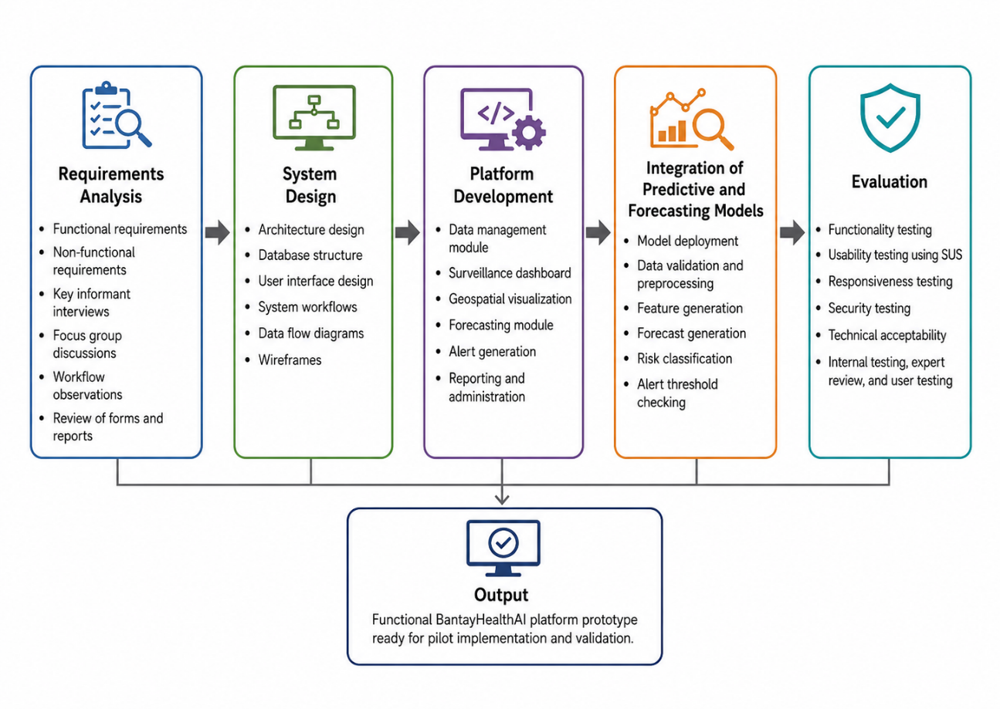 Requirements
Analysis
• Functional requirements
• Non-functional
requirements
• Key informant
interviews
• Focus group
discussions
• Workflow
observations
• Review of forms and
reports
System
Design
• Architecture design
• Database structure
• User interface design
• System workflows
• Data flow diagrams
• Wireframes
Platform
Development
• Data management
module
• Surveillance dashboard
• Geospatial visualization
• Forecasting module
• Alert generation
• Reporting and
administration
Integration of
Predictive and
Forecasting Models
• Model deployment
• Data validation and
preprocessing
• Feature generation
• Forecast generation
• Risk classification
• Alert threshold
checking
Evaluation
• Functionality testing
• Usability testing using SUS
• Responsiveness testing
• Security testing
• Technical acceptability
• Internal testing, expert
review, and user testing
Output
Functional BantayHealthAI platform prototype
ready for pilot implementation and validation.